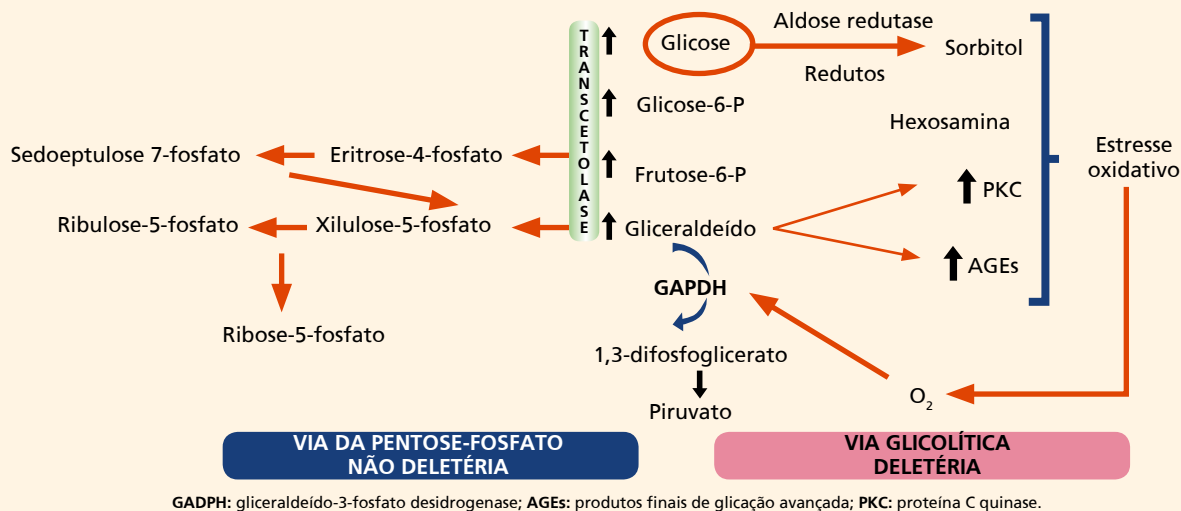 TRANSCETOLASE
Glicose
Aldose redutase
Redutos
Sorbitol
Glicose-6-P
Hexosamina
Sedoeptulose 7-fosfato
Eritrose-4-fosfato
Frutose-6-P
PKC
Estresse
oxidativo
Ribulose-5-fosfato
Xilulose-5-fosfato
Gliceraldeído
AGEs
GAPDH
Ribose-5-fosfato
1,3-difosfoglicerato
Piruvato
O₂
VIA DA PENTOSE-FOSFATO
NÃO DELETÉRIA
VIA GLICOLÍTICA
DELETÉRIA
GADPH: gliceraldeído-3-fosfato desidrogenase; AGEs: produtos finais de glicação avançada; PKC: proteína C quinase.